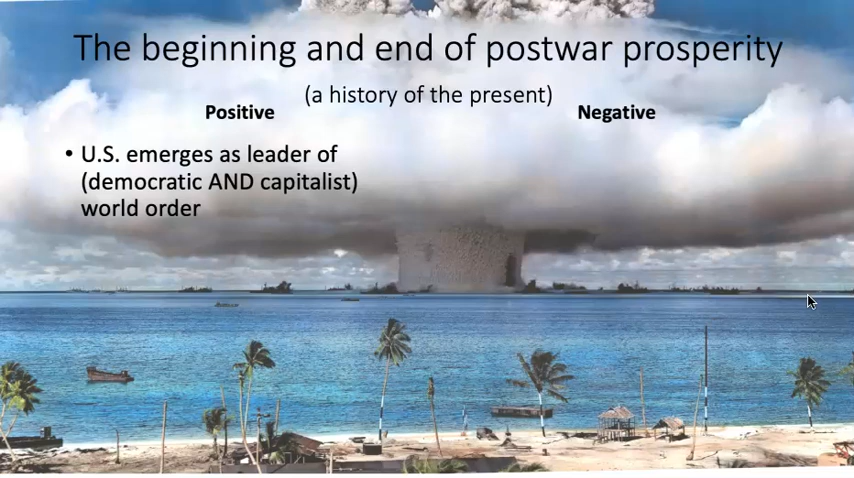 The beginning and end of postwar prosperity
(a history of the present)
Positive
Negative
• U.S. emerges as leader of
(democratic AND capitalist)
world order